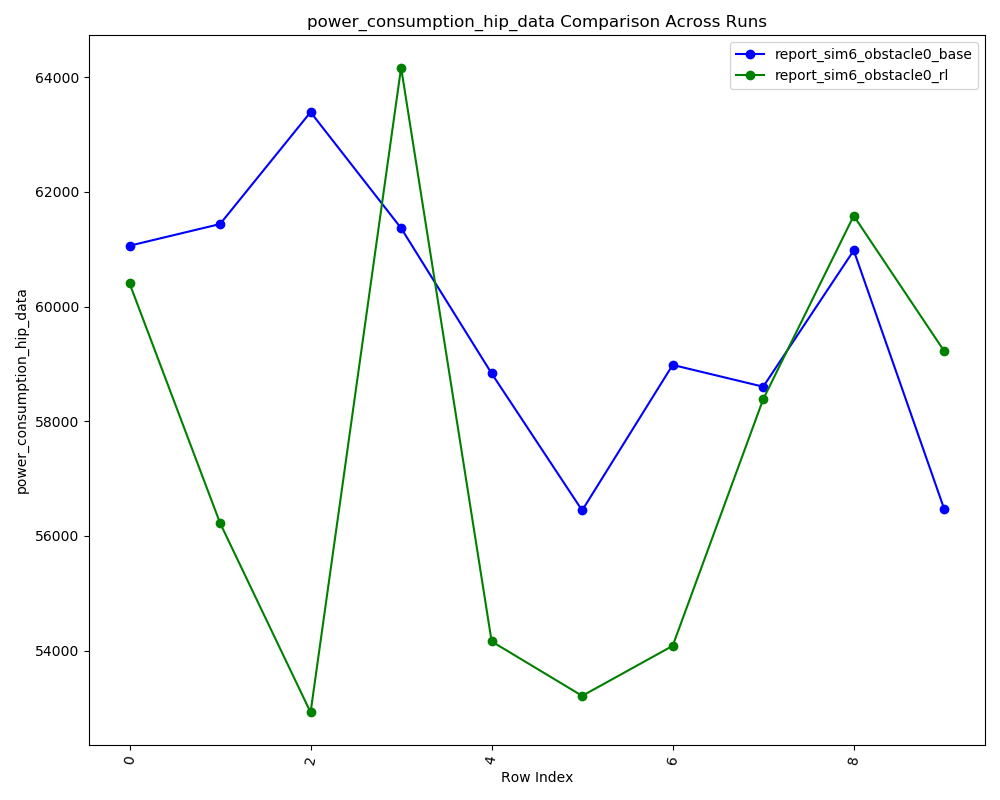 power_consumption_hip_data Comparison Across Runs
report_sim6_obstacle0_base
report_sim6_obstacle0_rl
power_consumption_hip_data
64000
62000
60000
58000
56000
54000
0
2
4
6
8
Row Index